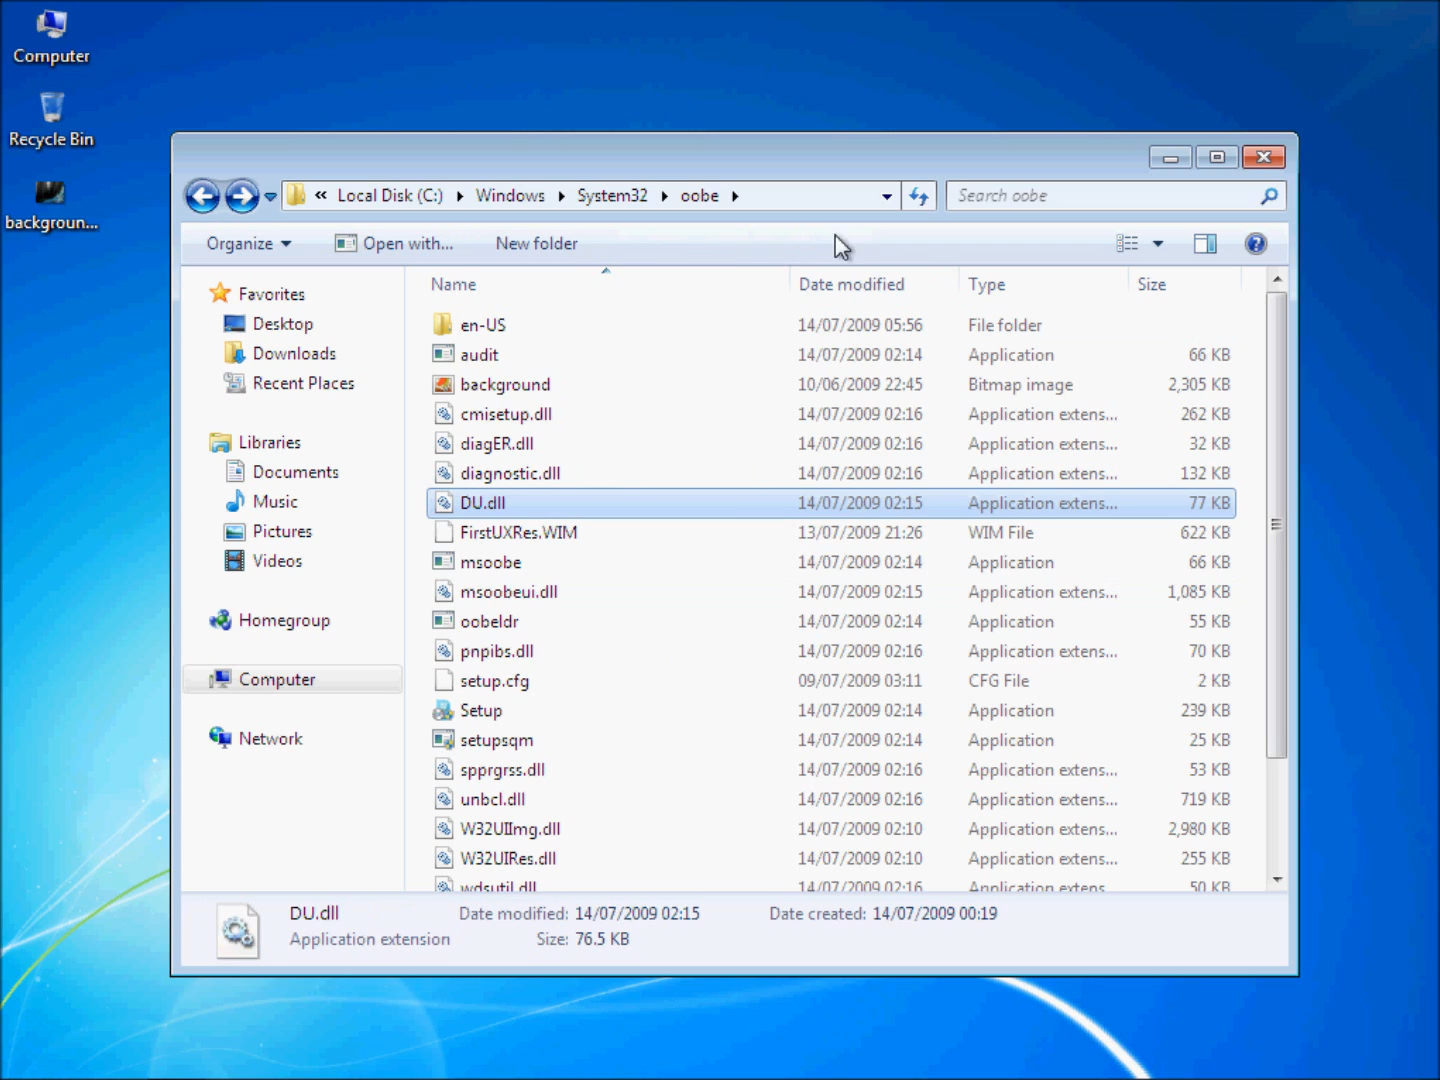 Computer
Recycle Bin
backgroun...
« Local Disk (C:) Windows System32 oobe
Search oobe
Organize Open with... New folder
Name Date modified Type Size
Favorites
Desktop
Downloads
Recent Places
Libraries
Documents
Music
Pictures
Videos
Homegroup
Computer
Network
en-US 14/07/2009 05:56 File folder
audit 14/07/2009 02:14 Application 66 KB
background 10/06/2009 22:45 Bitmap image 2,305 KB
cmisetup.dll 14/07/2009 02:16 Application extens... 262 KB
diagER.dll 14/07/2009 02:16 Application extens... 32 KB
diagnostic.dll 14/07/2009 02:16 Application extens... 132 KB
DU.dll 14/07/2009 02:15 Application extens... 77 KB
FirstUXRes.WIM 13/07/2009 21:26 WIM File 622 KB
msoobe 14/07/2009 02:14 Application 66 KB
msoobeui.dll 14/07/2009 02:15 Application extens... 1,085 KB
oobeldr 14/07/2009 02:14 Application 55 KB
pnpibs.dll 14/07/2009 02:16 Application extens... 70 KB
setup.cfg 09/07/2009 03:11 CFG File 2 KB
Setup 14/07/2009 02:14 Application 239 KB
setupsqm 14/07/2009 02:14 Application 25 KB
spprgrss.dll 14/07/2009 02:16 Application extens... 53 KB
unbcl.dll 14/07/2009 02:16 Application extens... 719 KB
W32UIImg.dll 14/07/2009 02:10 Application extens... 2,980 KB
W32UIRes.dll 14/07/2009 02:10 Application extens... 255 KB
wdsutil.dll 14/07/2009 02:16 Application extens... 50 KB
DU.dll Date modified: 14/07/2009 02:15 Date created: 14/07/2009 00:19
Application extension Size: 76.5 KB